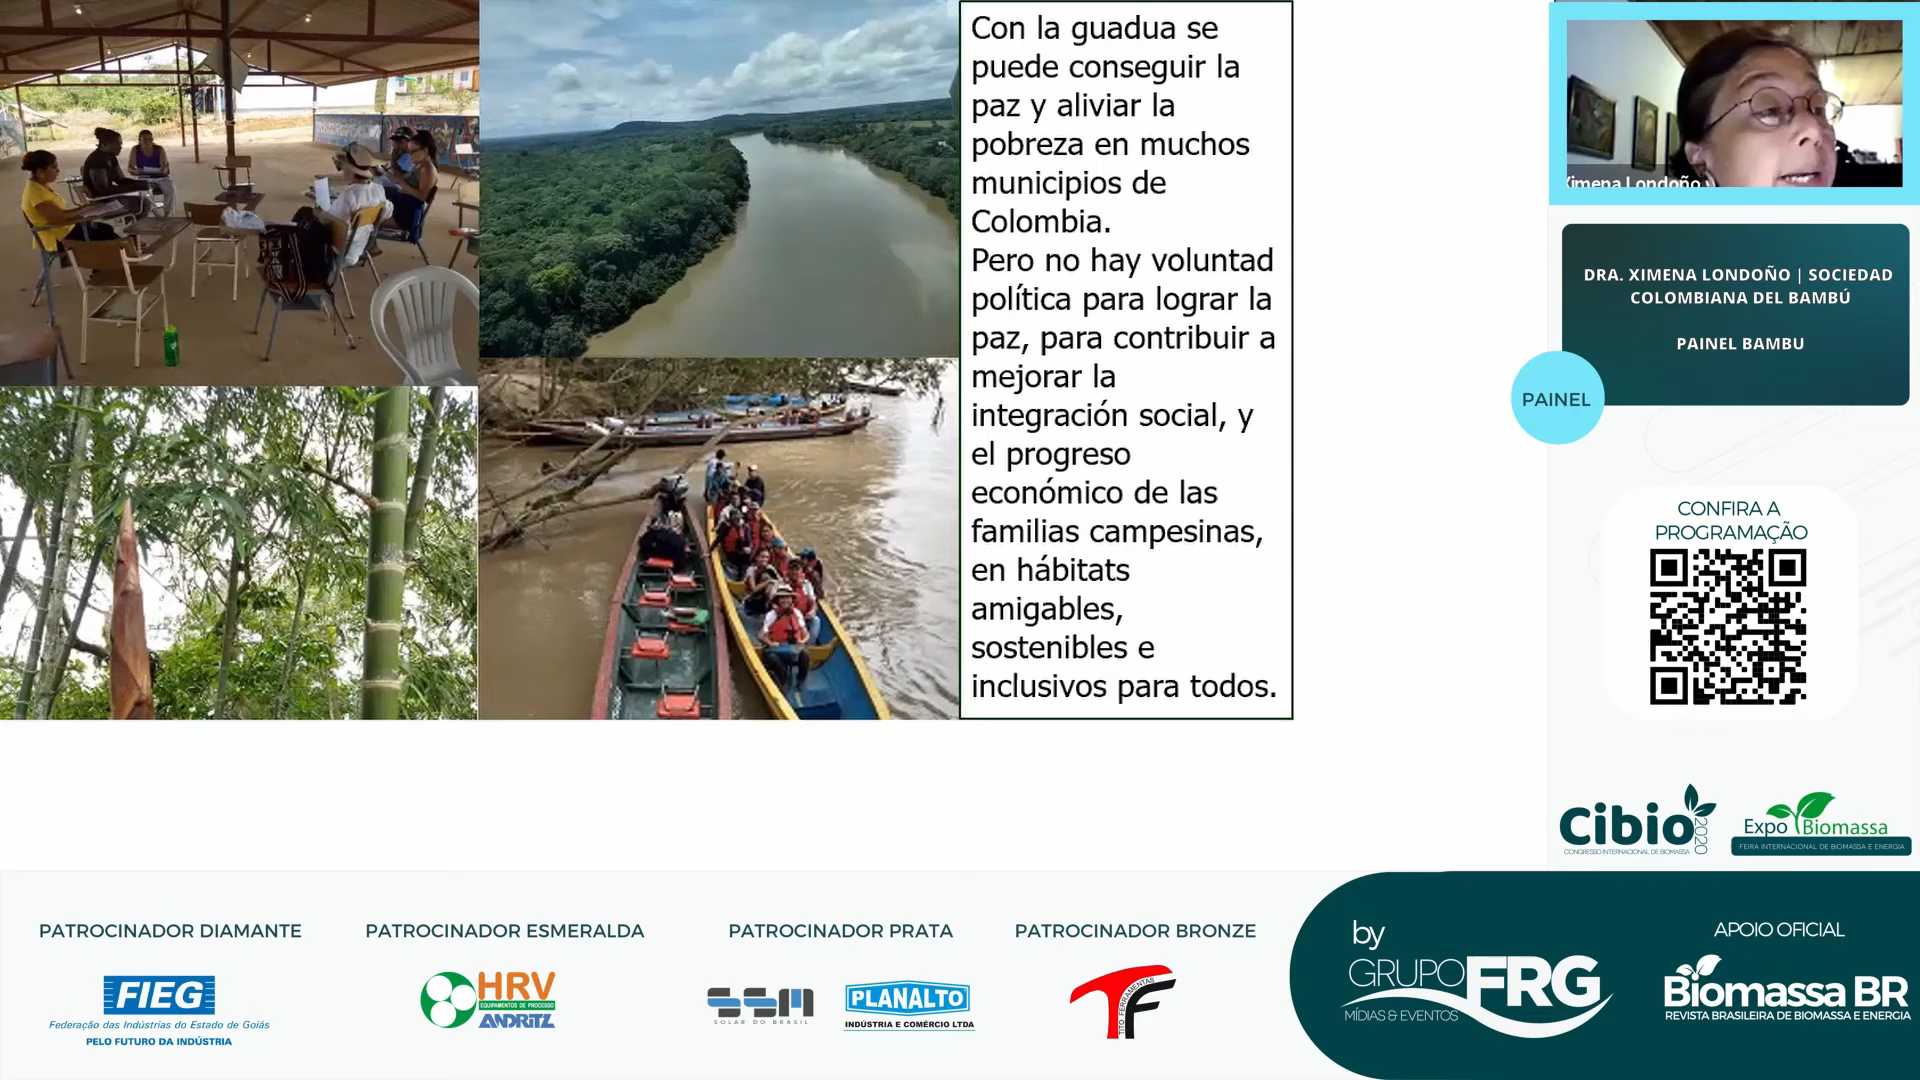 Con la guadua se
puede conseguir la
paz y aliviar la
pobreza en muchos
municipios de
Colombia.
Pero no hay voluntad
política para lograr la
paz, para contribuir a
mejorar la
integración social, y
el progreso
económico de las
familias campesinas,
en hábitats
amigables,
sostenibles e
inclusivos para todos.
Ximena Londoño
DRA. XIMENA LONDOÑO | SOCIEDAD
COLOMBIANA DEL BAMBÚ
PAINEL BAMBU
PAINEL
CONFIRA A
PROGRAMAÇÃO
Cibio
2020
CONGRESSO INTERNACIONAL DE BIOMASSA
Expo Biomassa
FEIRA INTERNACIONAL DE BIOMASSA E ENERGIA
PATROCINADOR DIAMANTE
FIEG
Federação das Indústrias do Estado de Goiás
PELO FUTURO DA INDÚSTRIA
PATROCINADOR ESMERALDA
HRV
EQUIPAMENTOS DE PROCESSO
ANDRITZ
PATROCINADOR PRATA
SSM
SOLAR DO BRASIL
PLANALTO
INDÚSTRIA E COMÉRCIO LTDA
PATROCINADOR BRONZE
TF
TITO FERRAMENTAS
by
GRUPO FRG
MÍDIAS & EVENTOS
APOIO OFICIAL
Biomassa BR
REVISTA BRASILEIRA DE BIOMASSA E ENERGIA